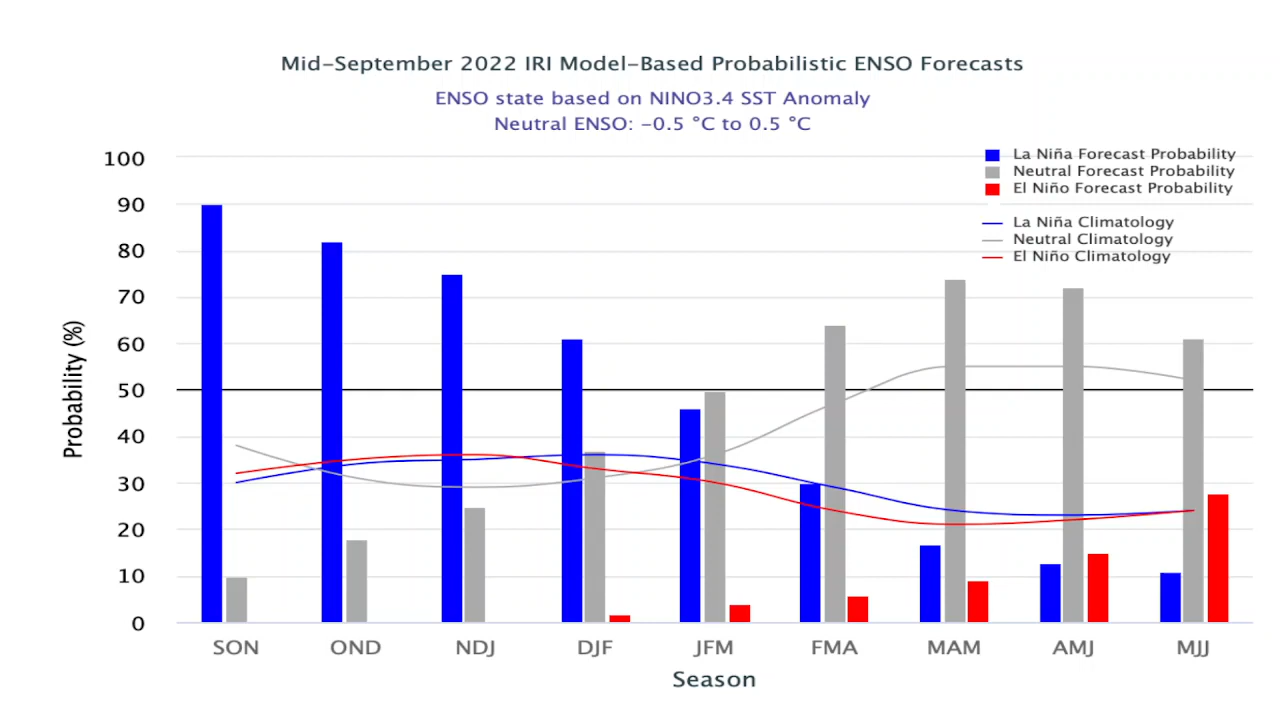 Mid-September 2022 IRI Model-Based Probabilistic ENSO Forecasts
ENSO state based on NINO3.4 SST Anomaly
Neutral ENSO: -0.5 °C to 0.5 °C
La Niña Forecast Probability
Neutral Forecast Probability
El Niño Forecast Probability
La Niña Climatology
Neutral Climatology
El Niño Climatology
Probability (%)
100
90
80
70
60
50
40
30
20
10
0
SON OND NDJ DJF JFM FMA MAM AMJ MJJ
Season